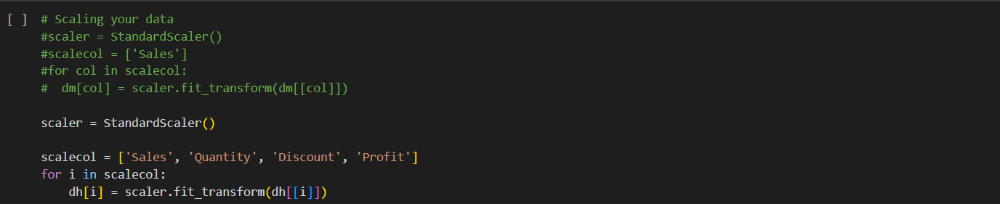 [ ] # Scaling your data
#scaler = StandardScaler()
#scalecol = ['Sales']
#for col in scalecol:
#  dm[col] = scaler.fit_transform(dm[[col]])
scaler = StandardScaler()
scalecol = ['Sales', 'Quantity', 'Discount', 'Profit']
for i in scalecol:
    dh[i] = scaler.fit_transform(dh[[i]])